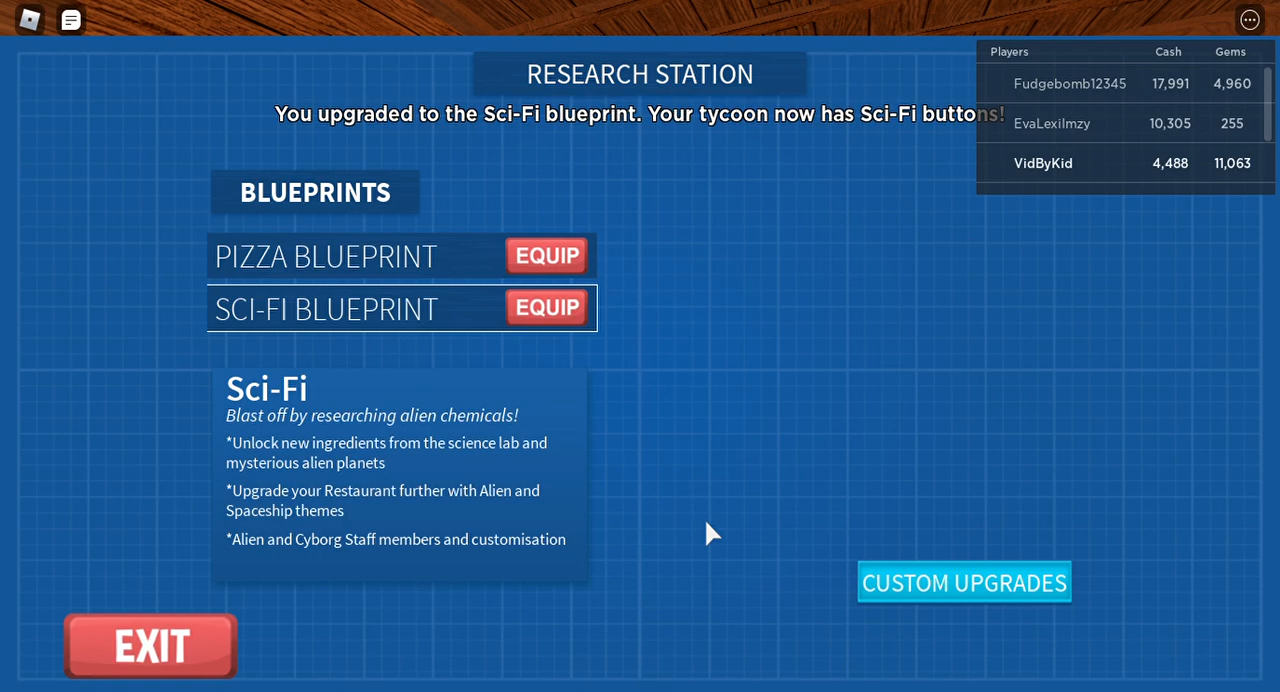 Players Cash Gems
Fudgebomb12345 17,991 4,960
EvaLexiImzy 10,305 255
VidByKid 4,488 11,063
RESEARCH STATION
You upgraded to the Sci-Fi blueprint. Your tycoon now has Sci-Fi buttons!
BLUEPRINTS
PIZZA BLUEPRINT EQUIP
SCI-FI BLUEPRINT EQUIP
Sci-Fi
Blast off by researching alien chemicals!
*Unlock new ingredients from the science lab and
mysterious alien planets
*Upgrade your Restaurant further with Alien and
Spaceship themes
*Alien and Cyborg Staff members and customisation
CUSTOM UPGRADES
EXIT